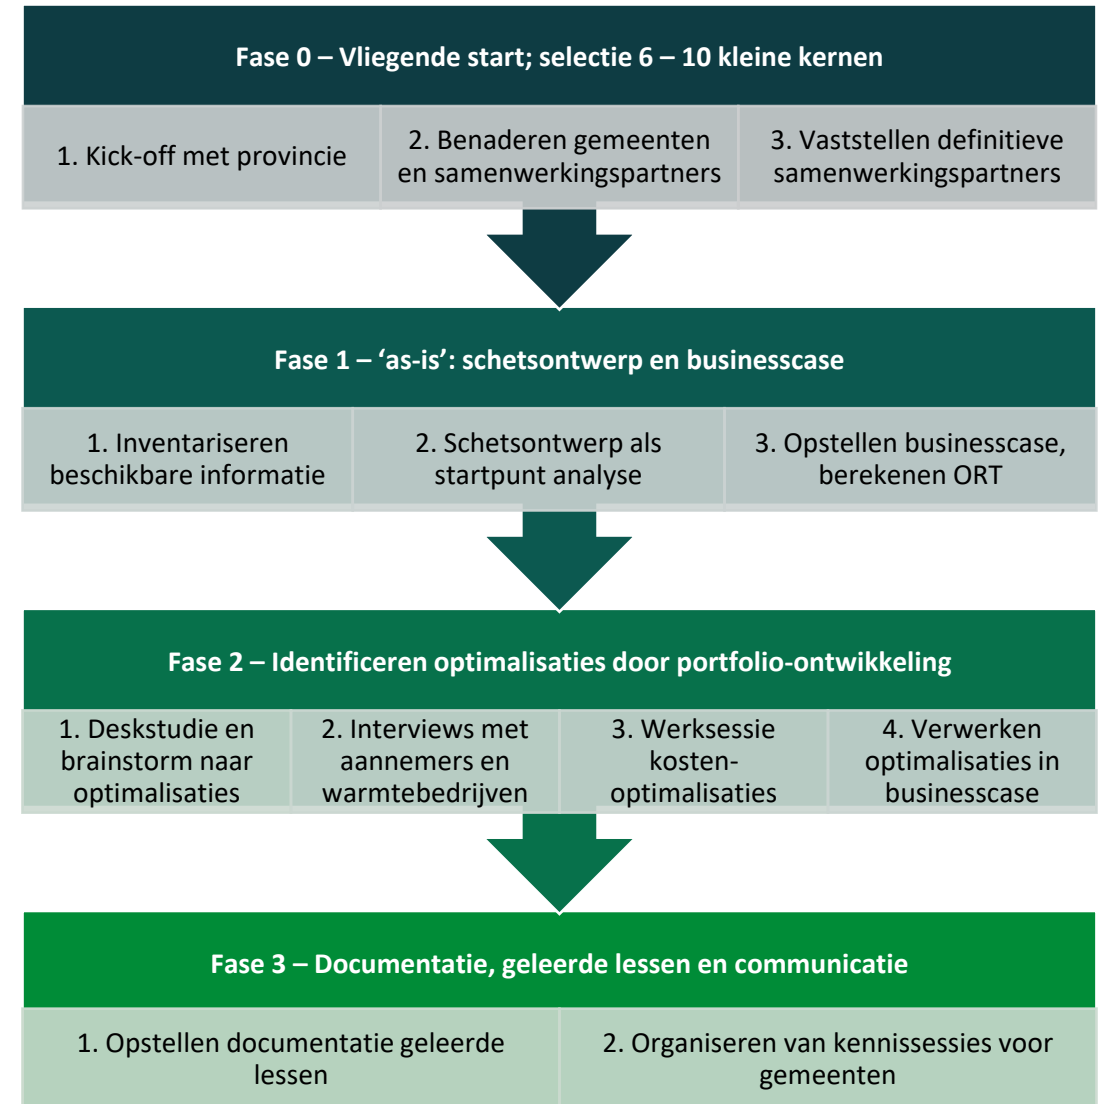 Fase 0 – Vliegende start; selectie 6 – 10 kleine kernen
1. Kick-off met provincie
2. Benaderen gemeenten
en samenwerkingspartners
3. Vaststellen definitieve
samenwerkingspartners
Fase 1 – ‘as-is’: schetsontwerp en businesscase
1. Inventariseren
beschikbare informatie
2. Schetsontwerp als
startpunt analyse
3. Opstellen businesscase,
berekenen ORT
Fase 2 – Identificeren optimalisaties door portfolio-ontwikkeling
1. Deskstudie en
brainstorm naar
optimalisaties
2. Interviews met
aannemers en
warmtebedrijven
3. Werksessie
kosten-
optimalisaties
4. Verwerken
optimalisaties in
businesscase
Fase 3 – Documentatie, geleerde lessen en communicatie
1. Opstellen documentatie geleerde
lessen
2. Organiseren van kennissessies voor
gemeenten